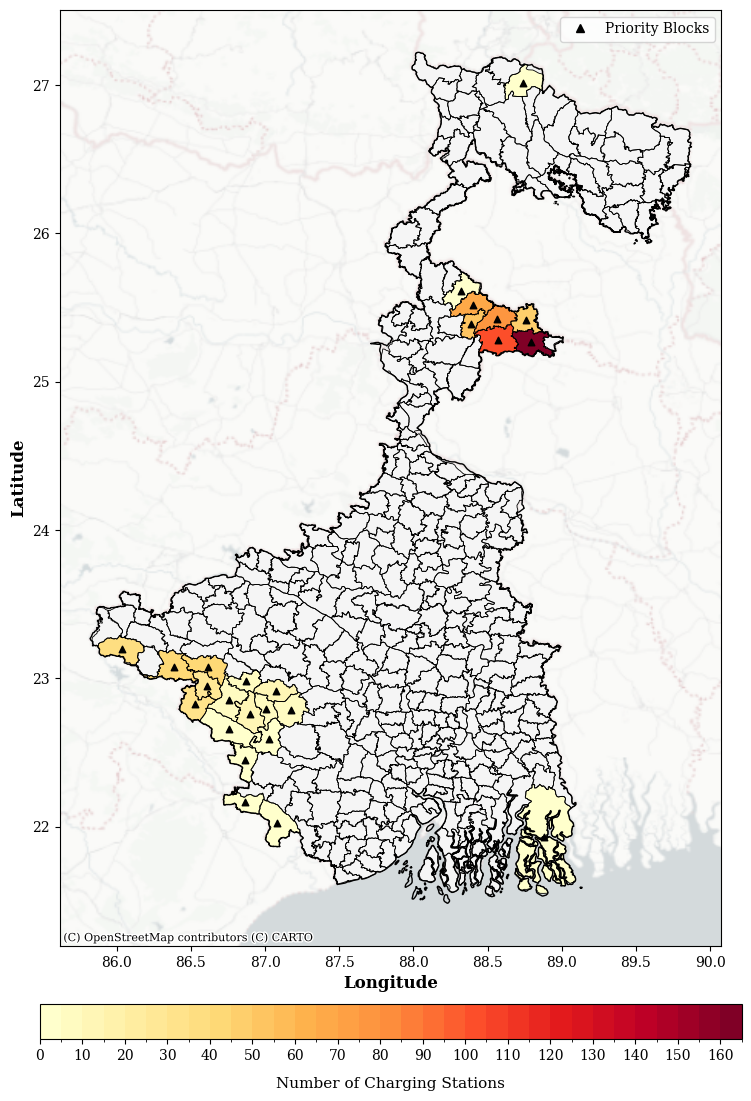 Priority Blocks
27
26
25
24
23
22
Latitude
(C) OpenStreetMap contributors (C) CARTO
86.0 86.5 87.0 87.5 88.0 88.5 89.0 89.5 90.0
Longitude
0 10 20 30 40 50 60 70 80 90 100 110 120 130 140 150 160
Number of Charging Stations